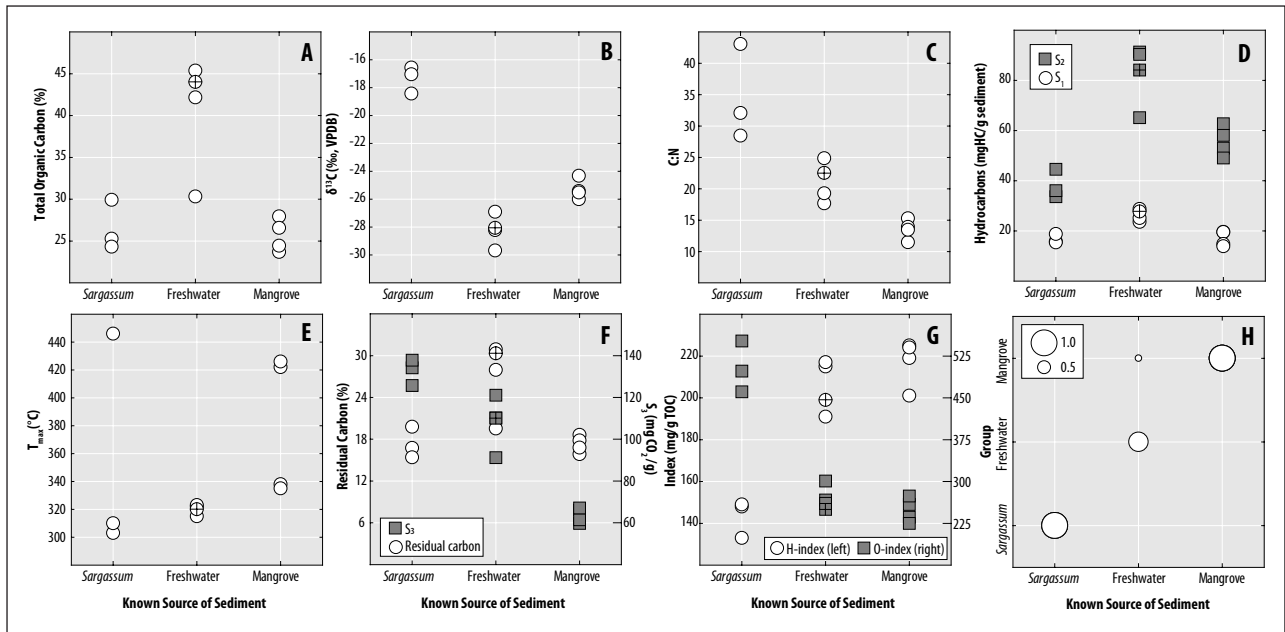 A
Total Organic Carbon (%)
45
40
35
30
25
Sargassum
Freshwater
Mangrove
B
δ¹³C (‰, VPDB)
-16
-18
-20
-22
-24
-26
-28
-30
Sargassum
Freshwater
Mangrove
C
C:N
40
35
30
25
20
15
10
Sargassum
Freshwater
Mangrove
D
Hydrocarbons (mgHC/g sediment)
S₂
S₁
80
60
40
20
Sargassum
Freshwater
Mangrove
E
Tmax(°C)
440
420
400
380
360
340
320
300
Sargassum
Freshwater
Mangrove
Known Source of Sediment
F
Residual Carbon (%)
30
24
18
12
6
S₃
Residual carbon
140
120
100
80
60
S₃ (mg CO₂/g)
Sargassum
Freshwater
Mangrove
Known Source of Sediment
G
Index (mg/g TOC)
220
200
180
160
140
H-index (left)
O-index (right)
525
450
375
300
225
Sargassum
Freshwater
Mangrove
Known Source of Sediment
H
1.0
0.5
Group
Mangrove
Freshwater
Sargassum
Sargassum
Freshwater
Mangrove
Known Source of Sediment